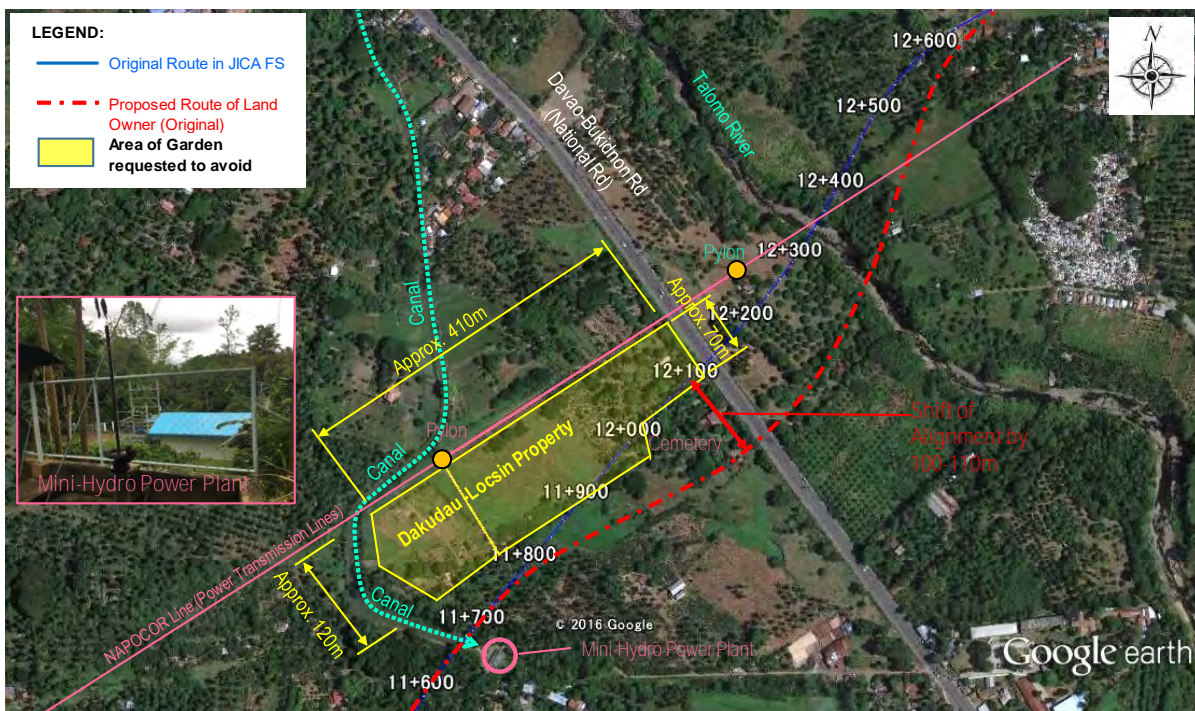 LEGEND:
Original Route in JICA FS
Proposed Route of Land
Owner (Original)
Area of Garden
requested to avoid
N
12+600
12+500
12+400
12+300
12+200
12+100
12+000
11+900
11+800
11+700
11+600
Talomo River
Davao-Bukidnon Rd
(National Rd)
Canal
Pylon
Approx. 410m
Approx. 70m
Pylon
Canal
Dakudau -Locsin Property
Cemetery
Shift of
Alignment by
100-110m
Mini-Hydro Power Plant
NAPOCOR Line (Power Transmission Lines)
Approx. 120m
Canal
Mini-Hydro Power Plant
© 2016 Google
Google earth